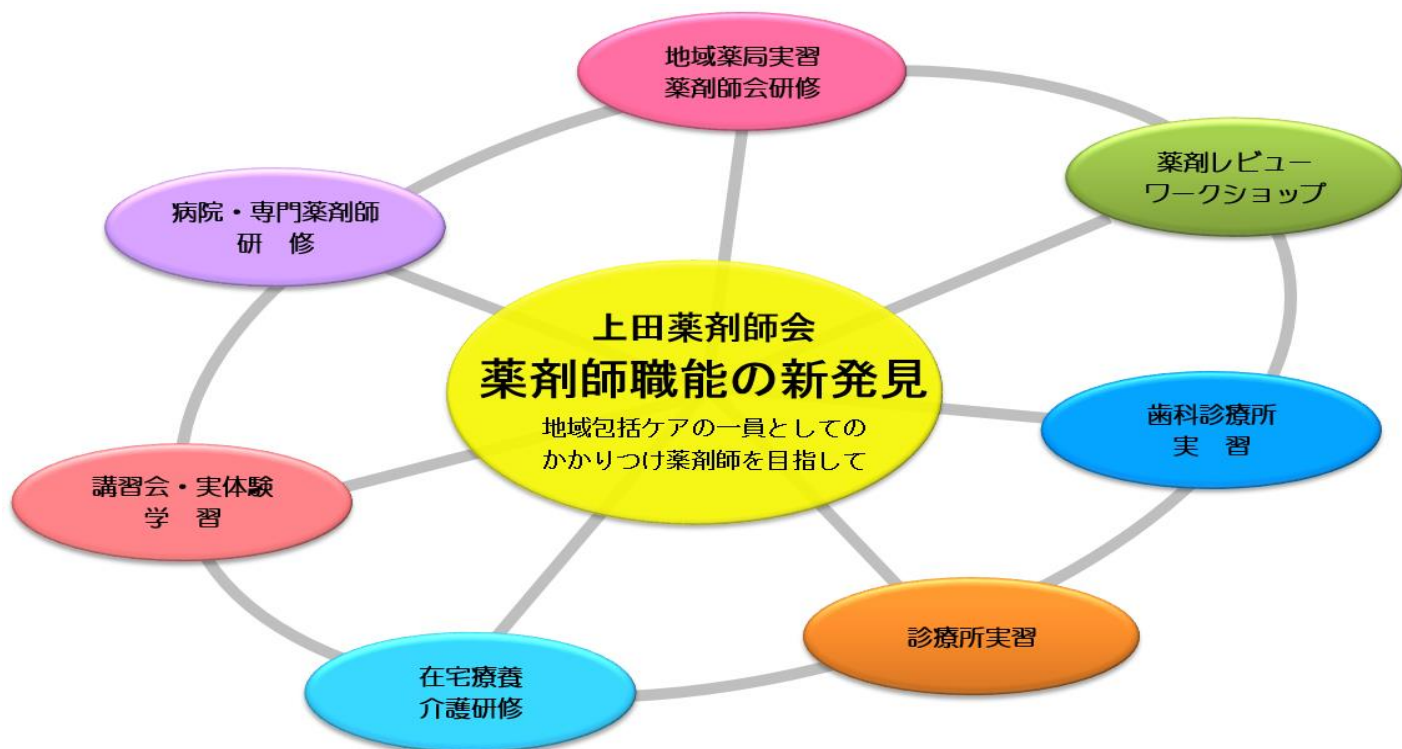 地域薬局実習
薬剤師会研修
薬剤レビュー
ワークショップ
病院・専門薬剤師
研 修
上田薬剤師会
薬剤師職能の新発見
地域包括ケアの一員としての
かかりつけ薬剤師を目指して
歯科診療所
実 習
講習会・実体験
学 習
診療所実習
在宅療養
介護研修